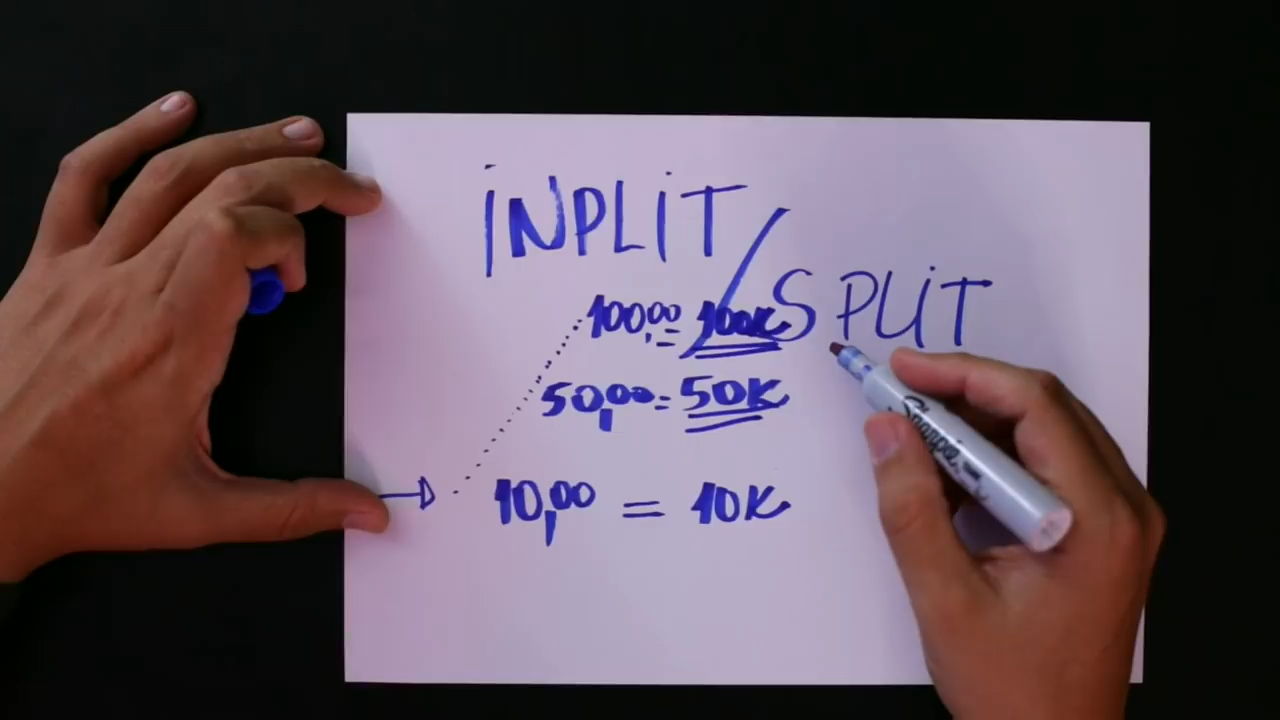 INPLIT / SPLIT
100,00 = 100K
50,00 = 50K
10,00 = 10K
Sharpie